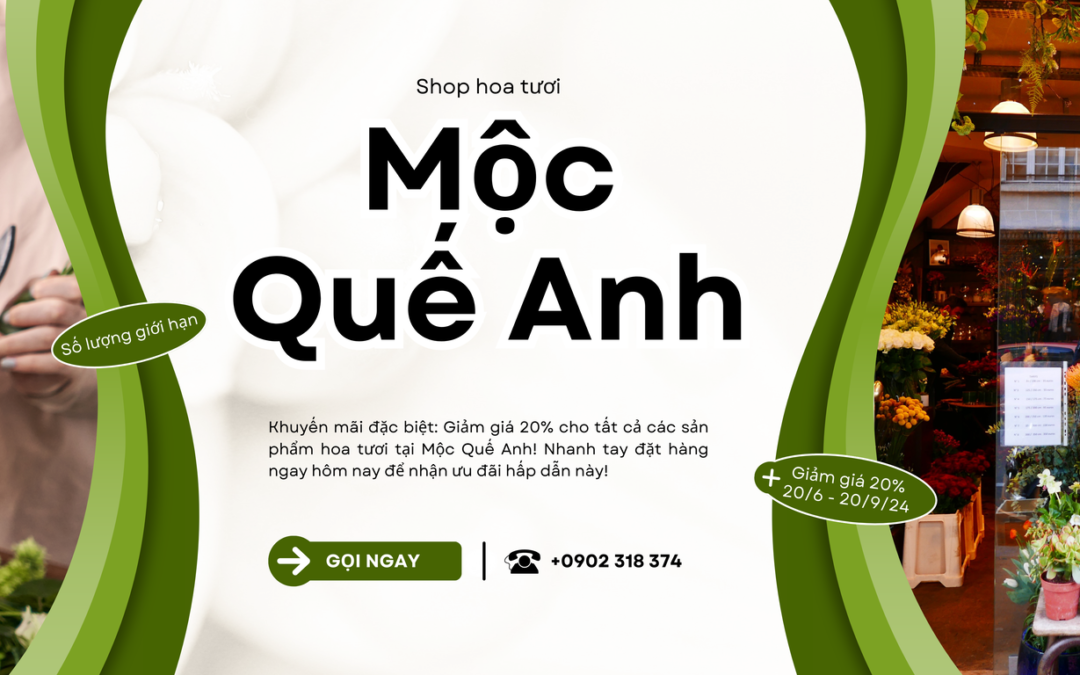 Shop hoa tươi
Mộc
Quế Anh
Số lượng giới hạn
Khuyến mãi đặc biệt: Giảm giá 20% cho tất cả các sản
phẩm hoa tươi tại Mộc Quế Anh! Nhanh tay đặt hàng
ngay hôm nay để nhận ưu đãi hấp dẫn này!
+ Giảm giá 20%
20/6 - 20/9/24
GỌI NGAY
+0902 318 374